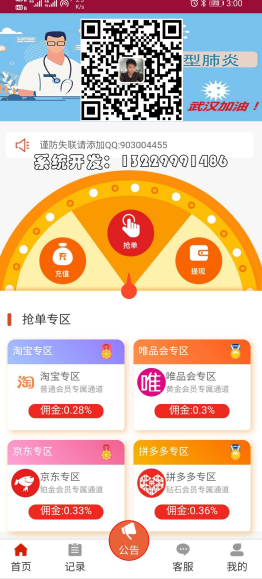 3:00
K/s
型肺炎
武汉加油！
谨防失联请添加QQ:903004455
系统开发：13229991486
抢单
充
充值
提现
抢单专区
淘宝专区
唯品会专区
淘
淘宝专区
普通会员专属通道
佣金:0.28%
唯
唯品会专区
黄金会员专属通道
佣金:0.3%
京东专区
拼多多专区
京东专区
铂金会员专属通道
佣金:0.33%
拼多多专区
钻石会员专属通道
佣金:0.36%
首页
记录
公告
客服
我的